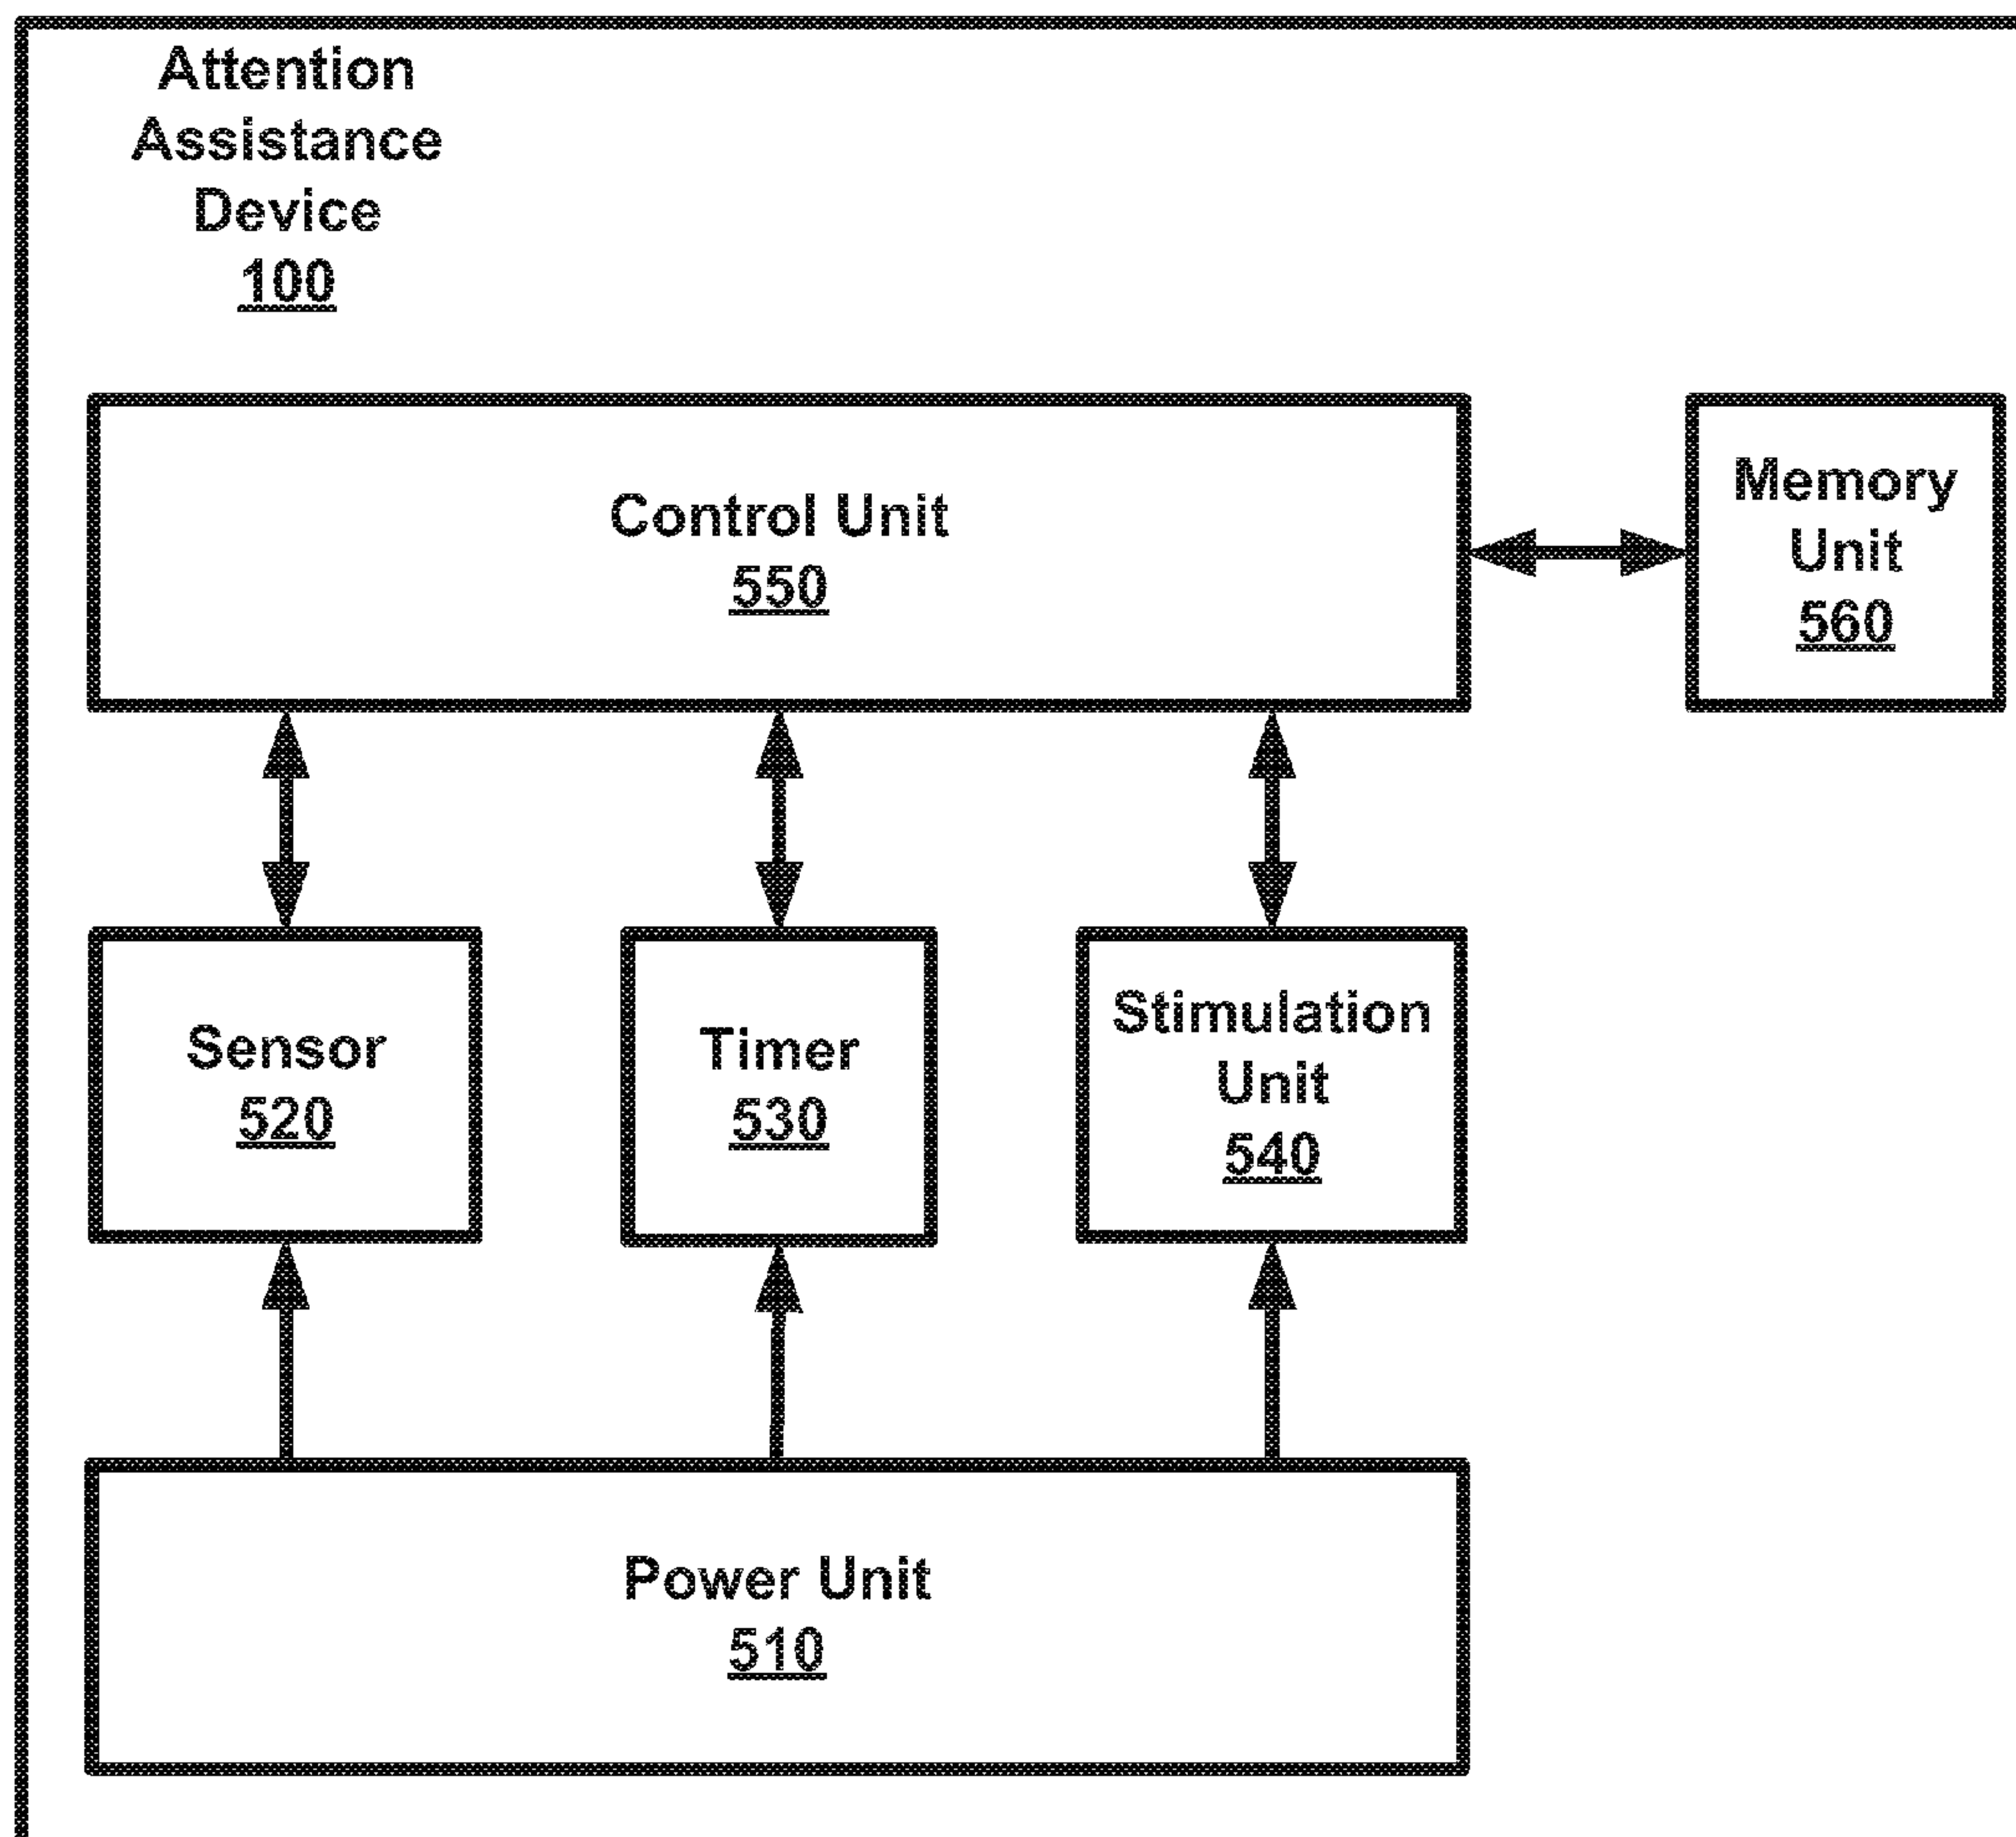 Attention
Assistance
Device
100
Control Unit
550
Memory
Unit
560
Sensor
520
Timer
530
Stimulation
Unit
540
Power Unit
510